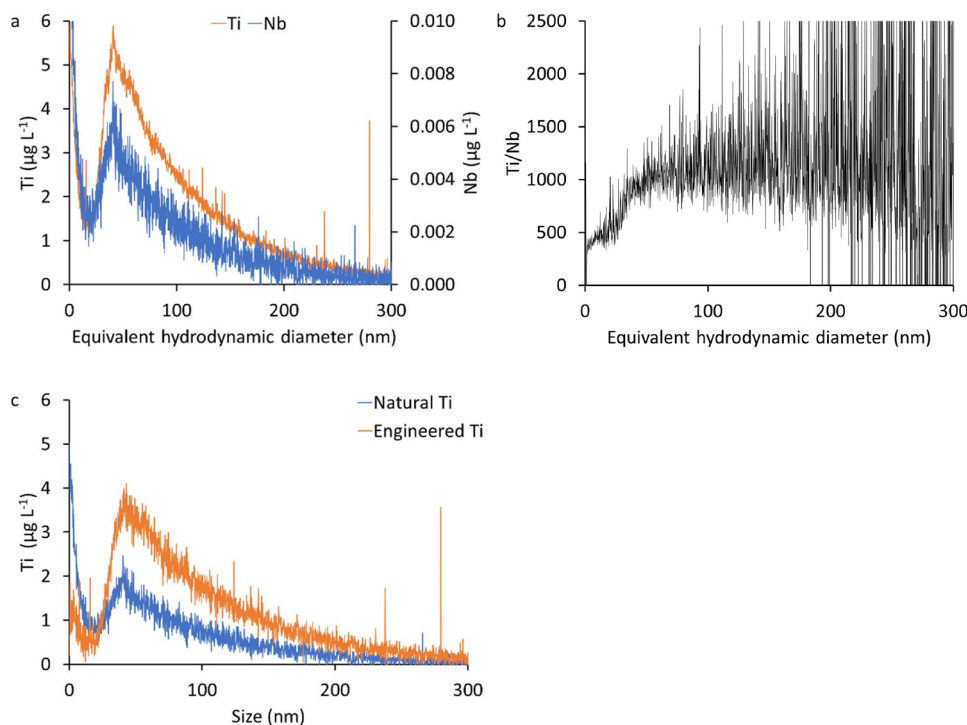 a
Ti Nb
6
5
4
3
2
1
0
Ti (µg L⁻¹)
0.010
0.008
0.006
0.004
0.002
0.000
Nb (µg L⁻¹)
0 100 200 300
Equivalent hydrodynamic diameter (nm)
b
2500
2000
1500
1000
500
0
Ti/Nb
0 100 200 300
Equivalent hydrodynamic diameter (nm)
c
Natural Ti
Engineered Ti
6
5
4
3
2
1
0
Ti (µg L⁻¹)
0 100 200 300
Size (nm)